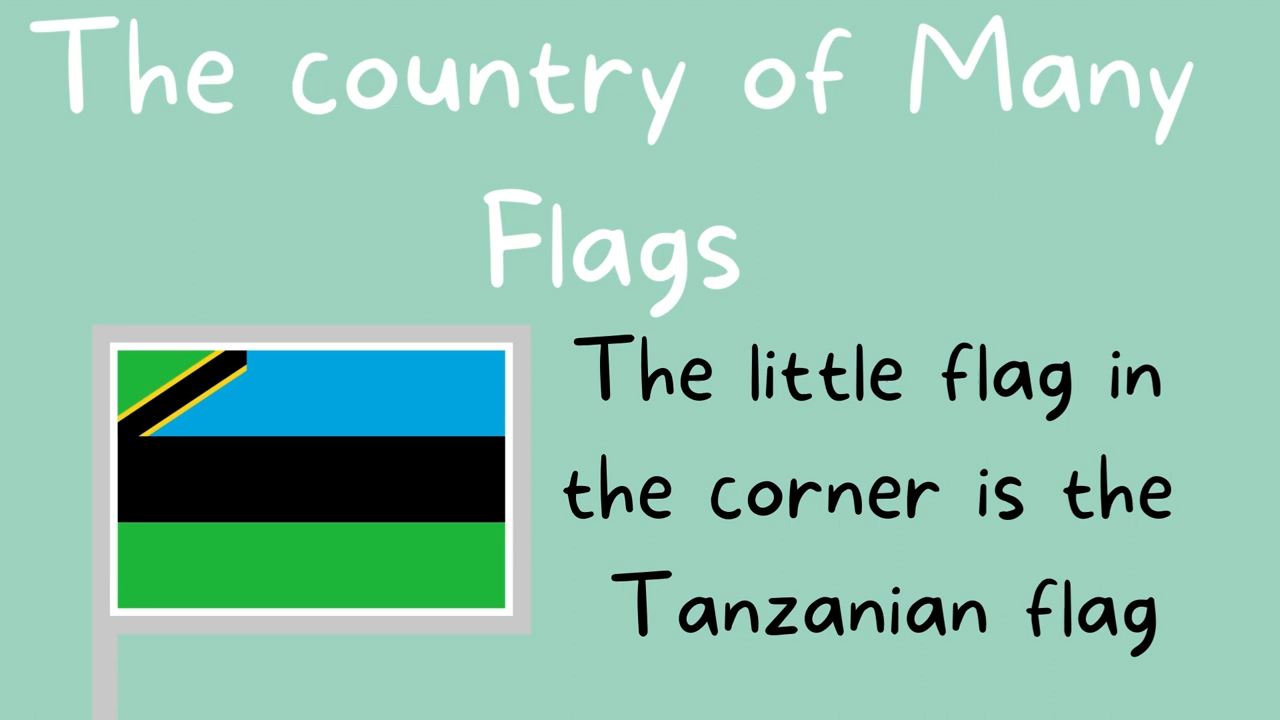 The country of Many
Flags
The little flag in
the corner is the
Tanzanian flag